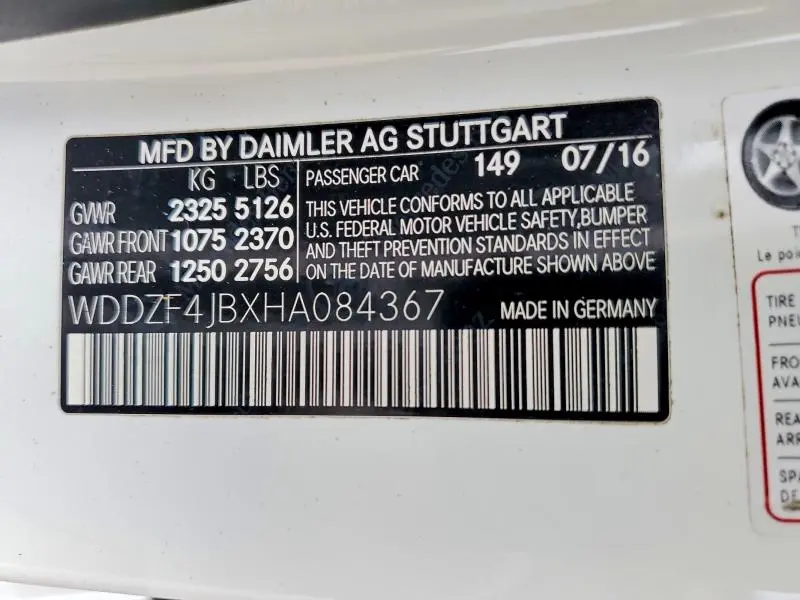 MFD BY DAIMLER AG STUTTGART
KG LBS
GVWR 2325 5126
GAWR FRONT 1075 2370
GAWR REAR 1250 2756
PASSENGER CAR 149 07/16
THIS VEHICLE CONFORMS TO ALL APPLICABLE
U.S. FEDERAL MOTOR VEHICLE SAFETY,BUMPER
AND THEFT PREVENTION STANDARDS IN EFFECT
ON THE DATE OF MANUFACTURE SHOWN ABOVE
WDDZF4JBXHA084367 MADE IN GERMANY
Le
TIRE